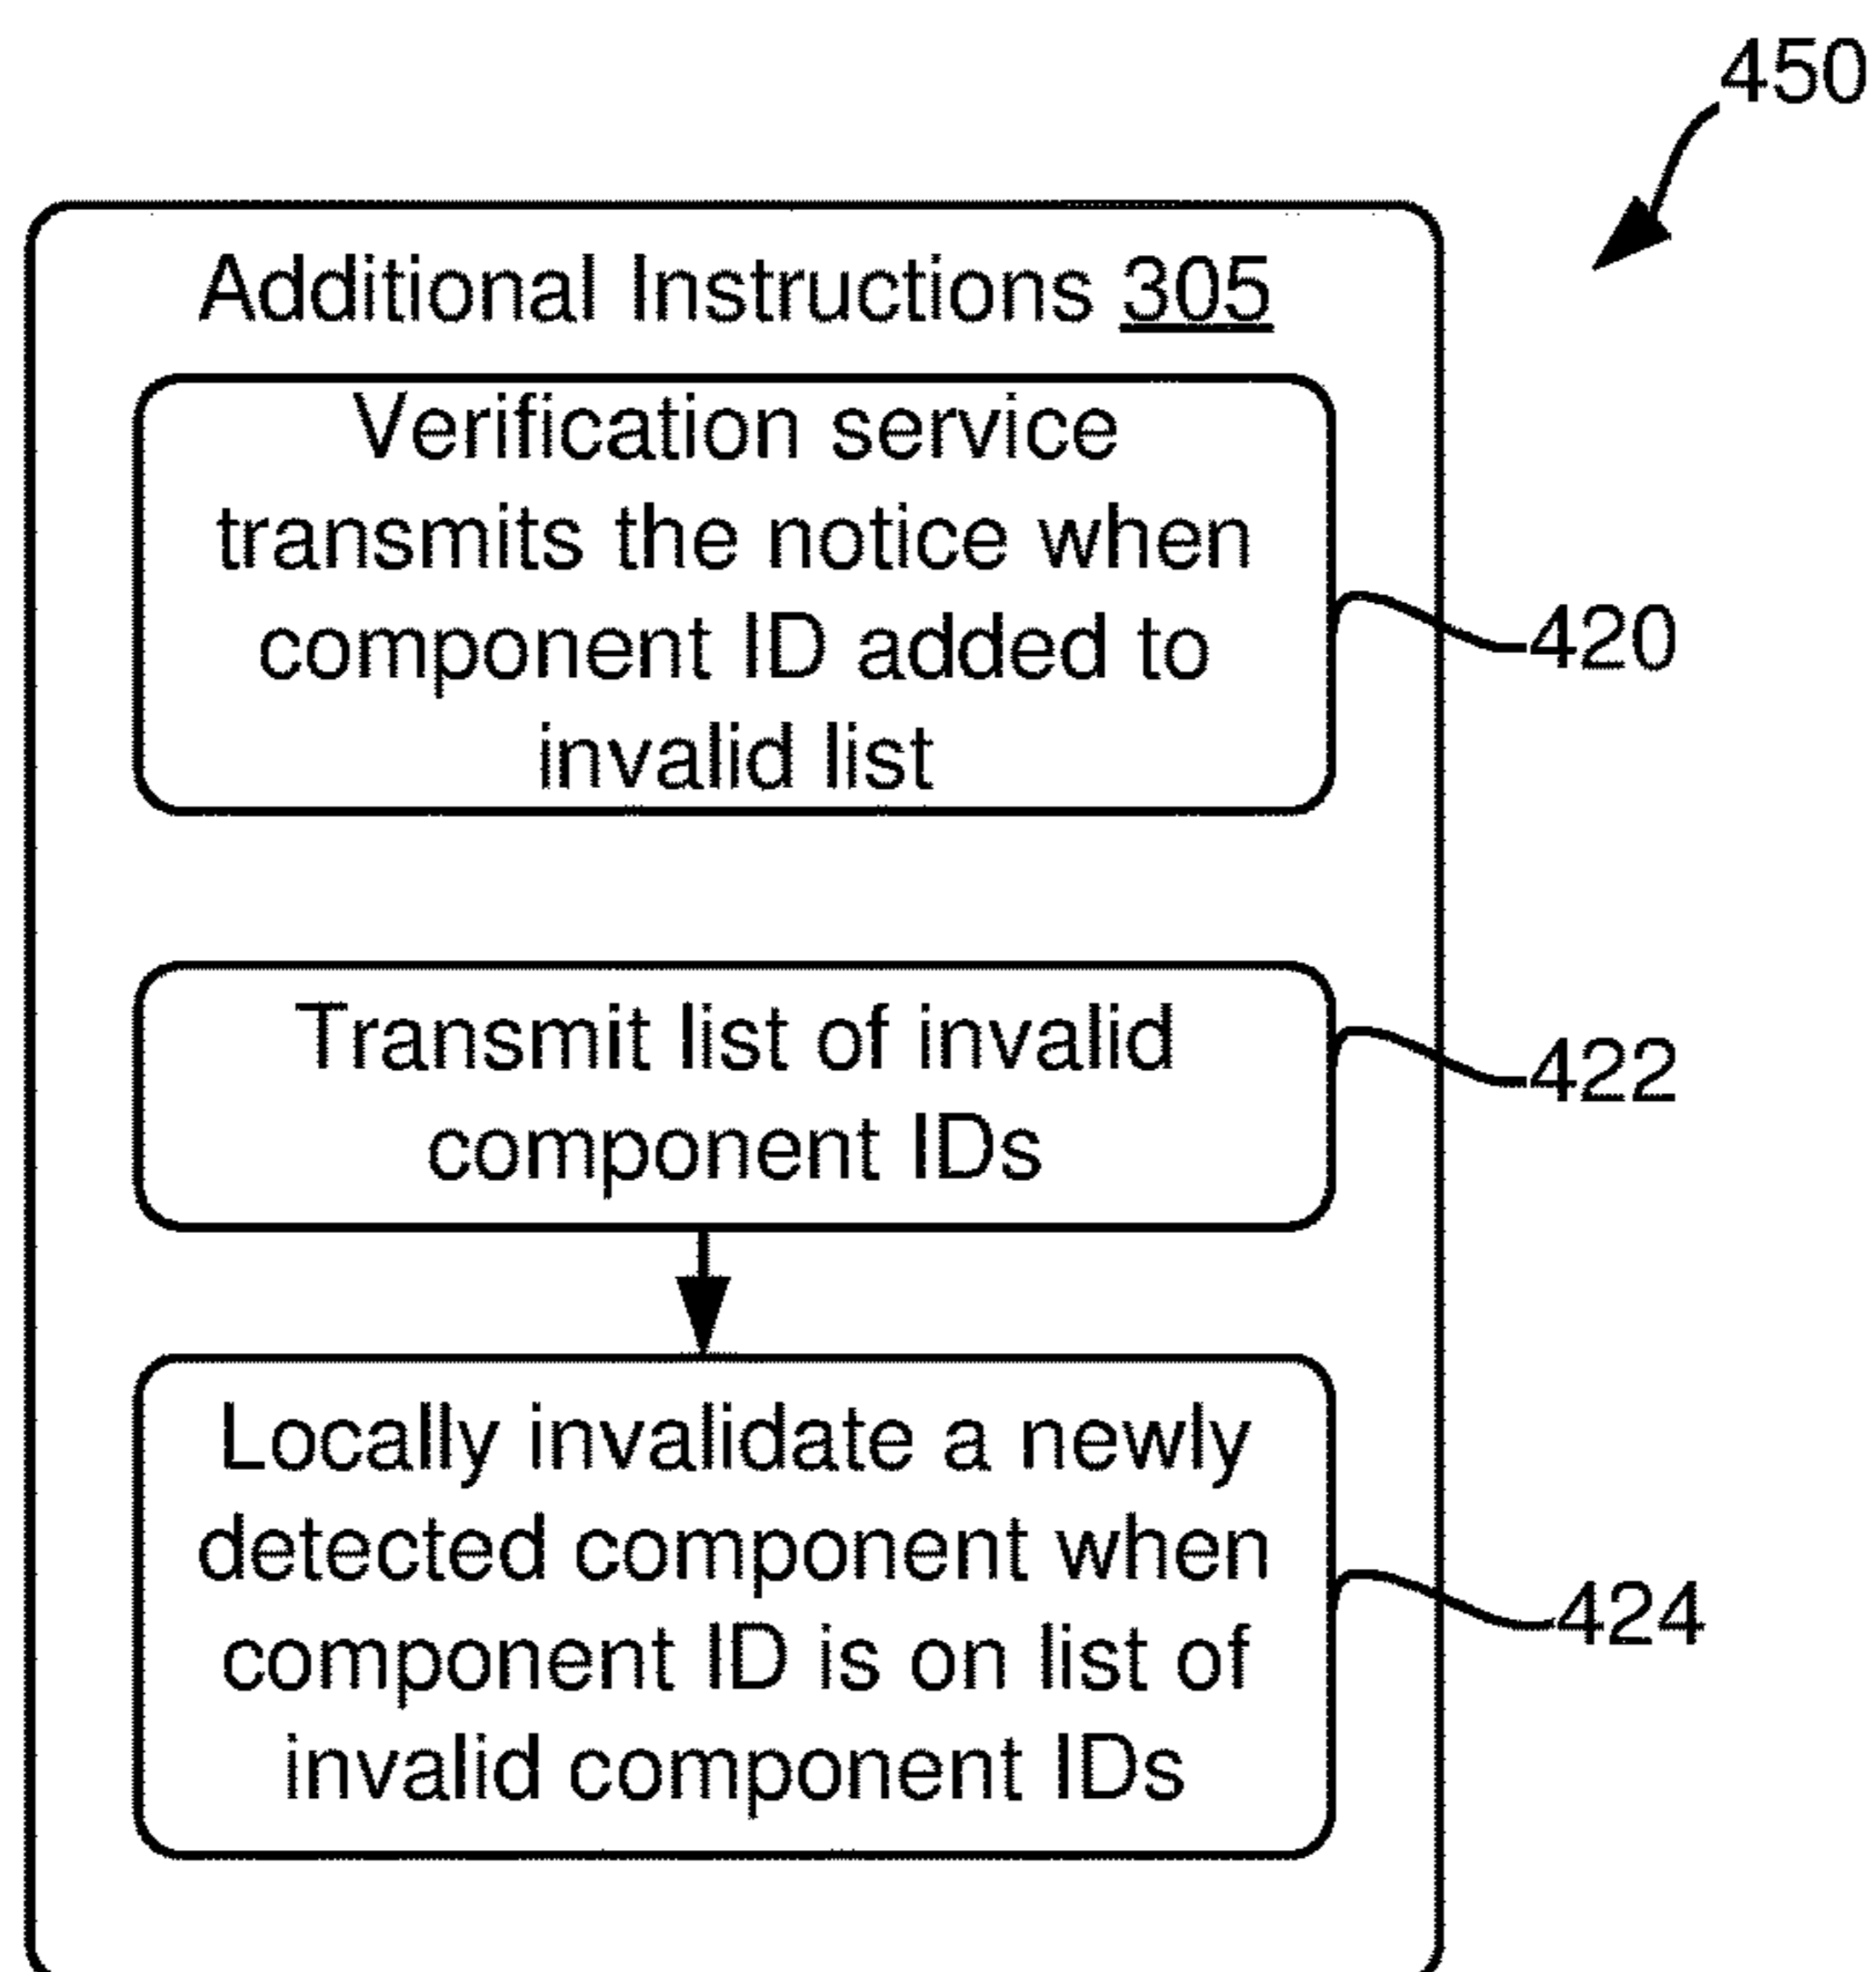 450
Additional Instructions 305
Verification service
transmits the notice when
component ID added to
invalid list
420
Transmit list of invalid
component IDs
422
Locally invalidate a newly
detected component when
component ID is on list of
invalid component IDs
424